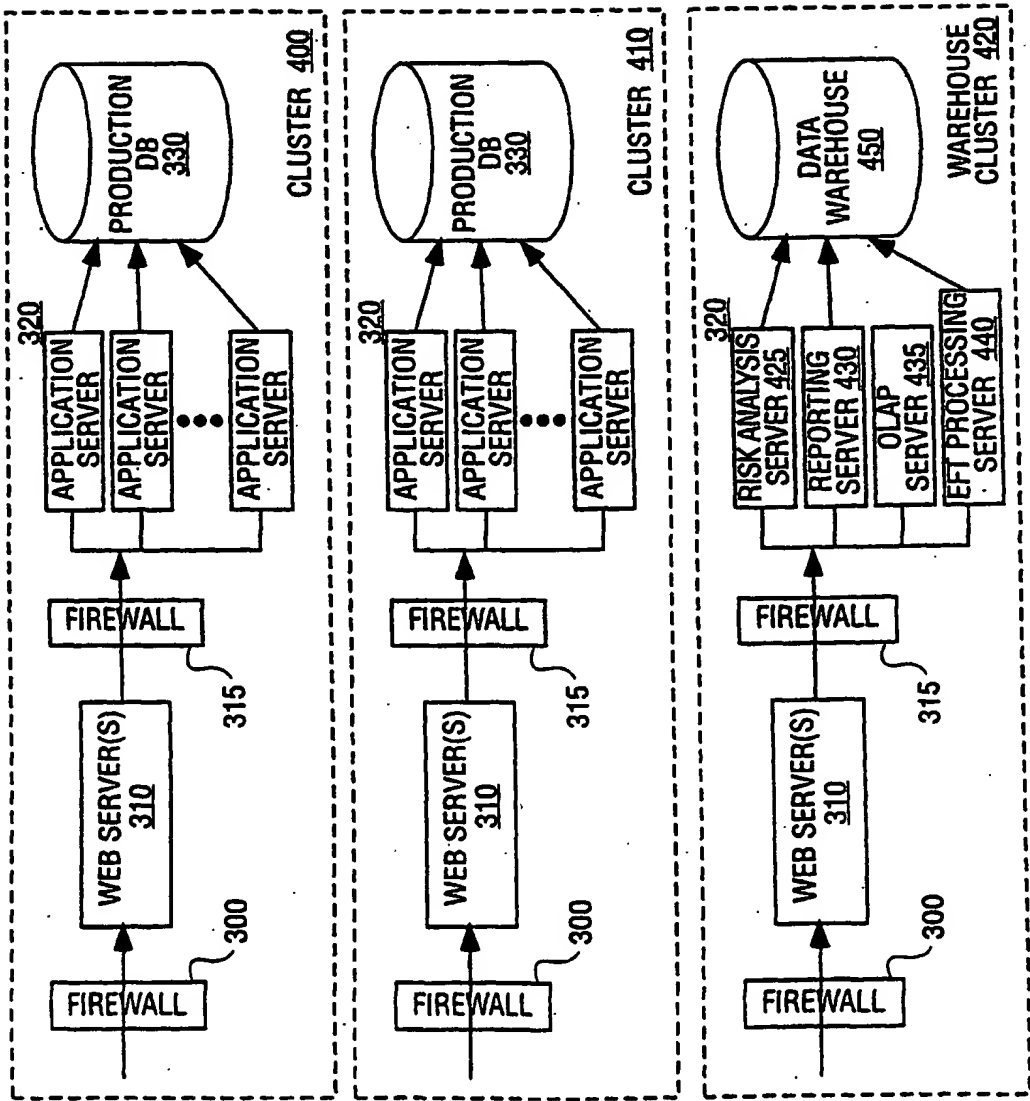 FIREWALL
300
WEB SERVER(S)
310
FIREWALL
315
320
APPLICATION
SERVER
APPLICATION
SERVER
APPLICATION
SERVER
PRODUCTION
DB
330
CLUSTER 400
FIREWALL
300
WEB SERVER(S)
310
FIREWALL
315
320
APPLICATION
SERVER
APPLICATION
SERVER
APPLICATION
SERVER
PRODUCTION
DB
330
CLUSTER 410
FIREWALL
300
WEB SERVER(S)
310
FIREWALL
315
320
RISK ANALYSIS
SERVER 425
REPORTING
SERVER 430
OLAP
SERVER 435
EFT PROCESSING
SERVER 440
DATA
WAREHOUSE
450
WAREHOUSE
CLUSTER 420